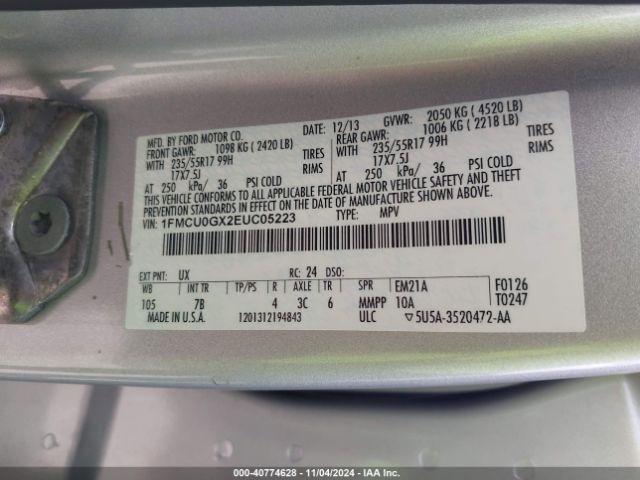 MFD. BY FORD MOTOR CO.
DATE: 12/13 GVWR: 2050 KG ( 4520 LB)
FRONT GAWR: 1098 KG ( 2420 LB) REAR GAWR: 1006 KG ( 2218 LB)
WITH 235/55R17 99H TIRES WITH 235/55R17 99H TIRES
17X7.5J RIMS 17X7.5J RIMS
AT 250 kPa/ 36 PSI COLD AT 250 kPa/ 36 PSI COLD
THIS VEHICLE CONFORMS TO ALL APPLICABLE FEDERAL MOTOR VEHICLE SAFETY AND THEFT
PREVENTION STANDARDS IN EFFECT ON THE DATE OF MANUFACTURE SHOWN ABOVE.
VIN: 1FMCU0GX2EUC05223 TYPE: MPV
EXT PNT: UX RC: 24 DSO:
WB INT TR TP/PS R AXLE TR SPR EM21A F0126
105 7B 4 3C 6 MMPP 10A T0247
MADE IN U.S.A. 1201312194843 ULC ▽5U5A-3520472-AA
000-40774628 - 11/04/2024 - IAA Inc.